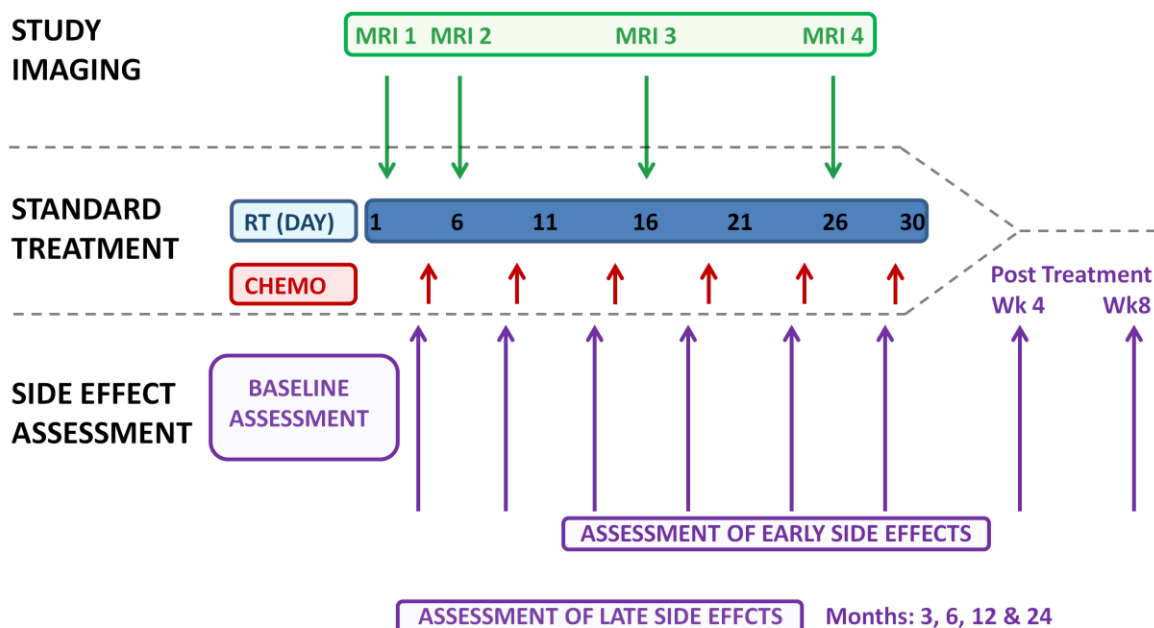 STUDY
IMAGING
MRI 1 MRI 2 MRI 3 MRI 4
STANDARD
TREATMENT
RT (DAY) 1 6 11 16 21 26 30
CHEMO
Post Treatment
Wk 4 Wk8
SIDE EFFECT
ASSESSMENT
BASELINE
ASSESSMENT
ASSESSMENT OF EARLY SIDE EFFECTS
ASSESSMENT OF LATE SIDE EFFCTS Months: 3, 6, 12 & 24